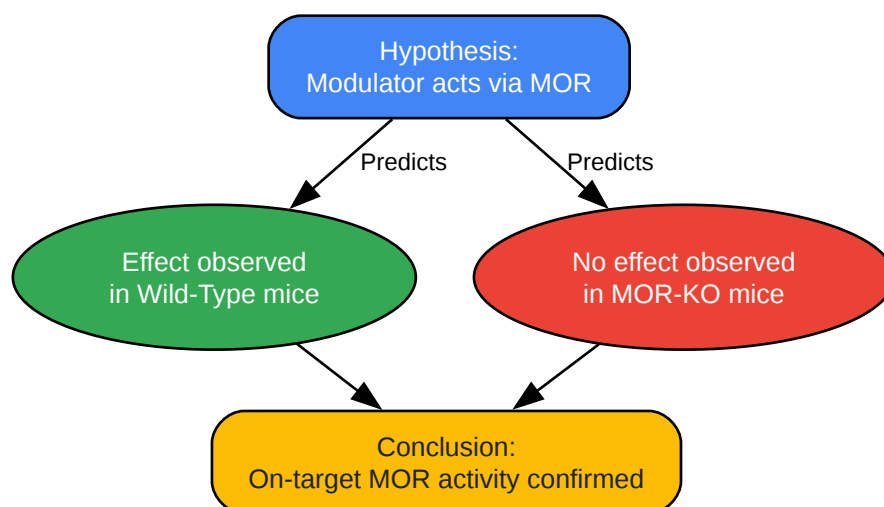 Hypothesis:
Modulator acts via MOR
Predicts
Predicts
Effect observed
in Wild-Type mice
No effect observed
in MOR-KO mice
Conclusion:
On-target MOR activity confirmed